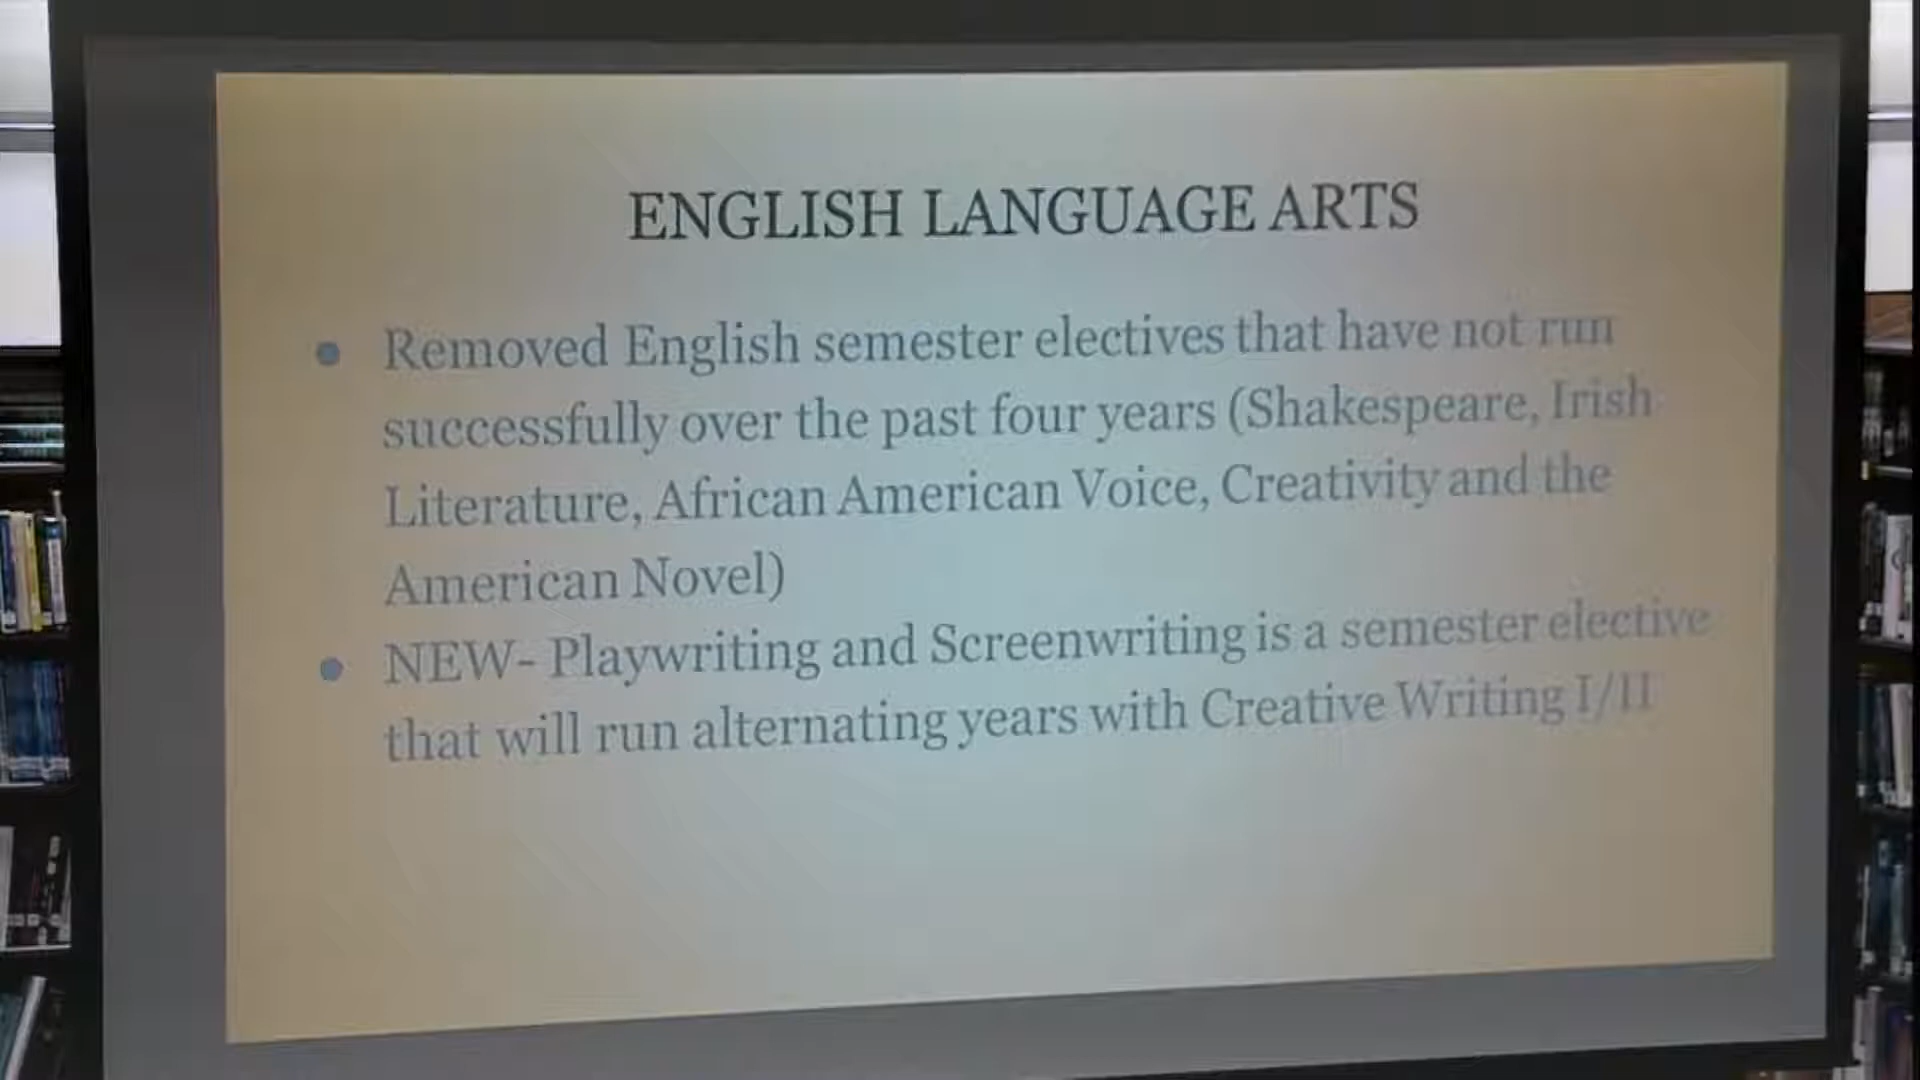 ENGLISH LANGUAGE ARTS
• Removed English semester electives that have not run
successfully over the past four years (Shakespeare, Irish
Literature, African American Voice, Creativity and the
American Novel)
• NEW- Playwriting and Screenwriting is a semester elective
that will run alternating years with Creative Writing I/II